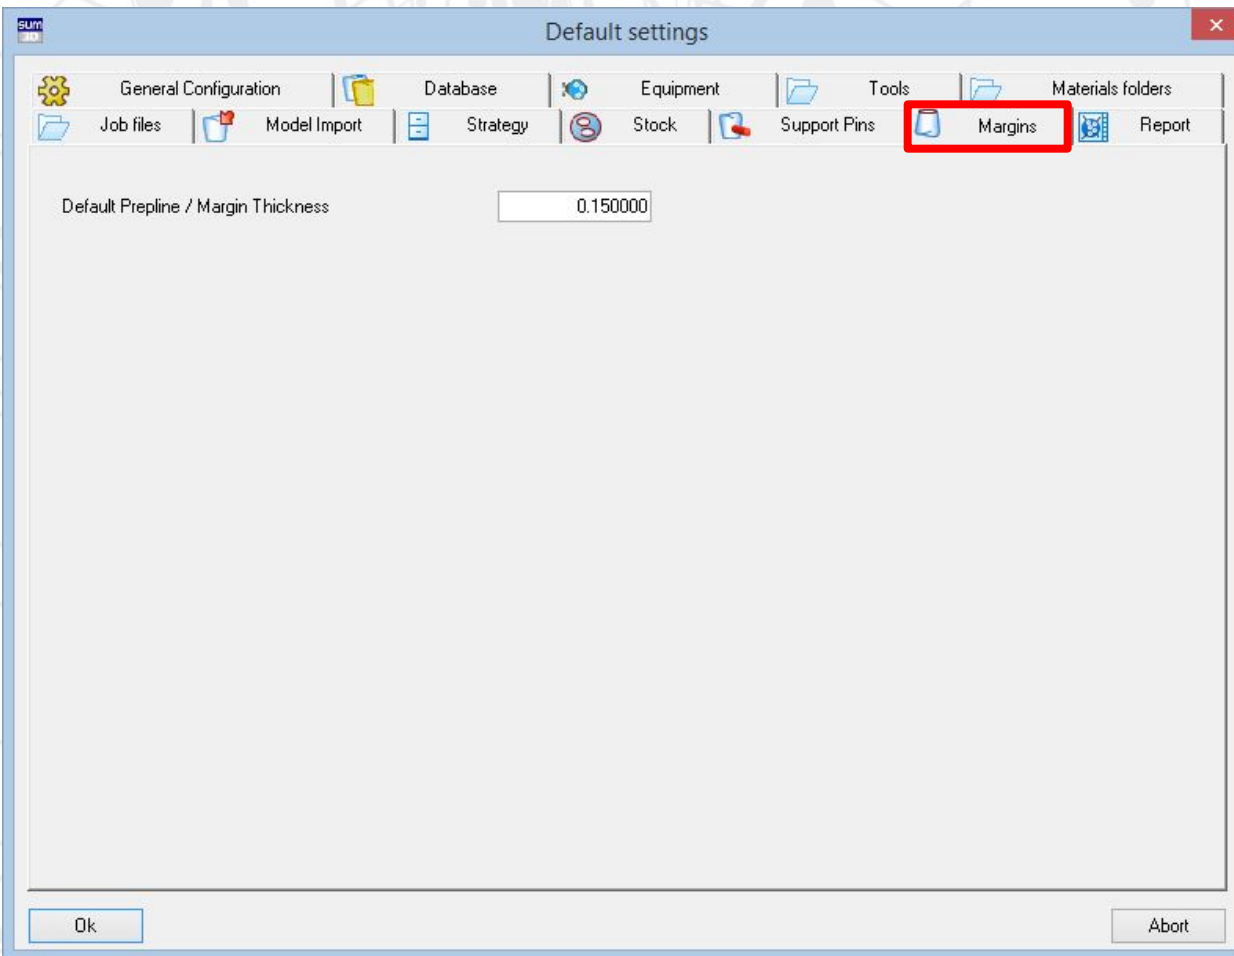 SUM
3D
Default settings
General Configuration Database Equipment Tools Materials folders
Job files Model Import Strategy Stock Support Pins Margins Report
Default Prepline / Margin Thickness 0.150000
Ok Abort